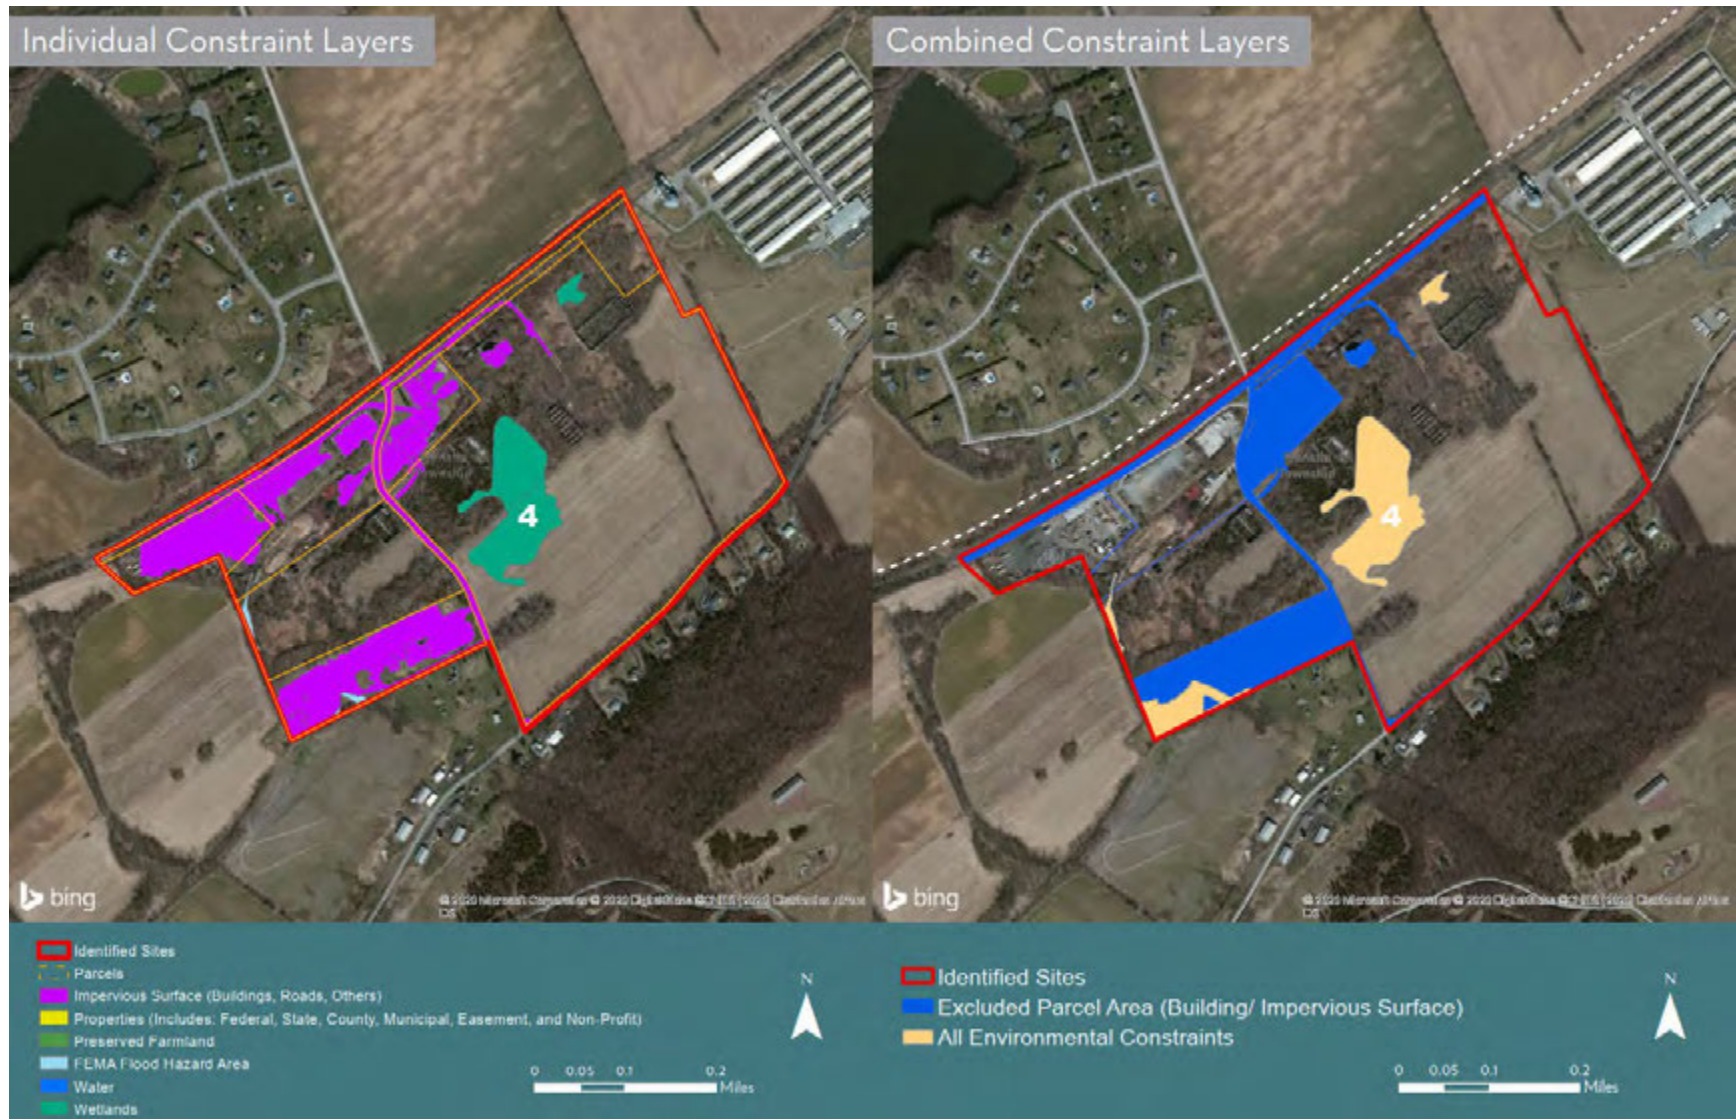 Individual Constraint Layers
Combined Constraint Layers
4
4
bing
bing
Identified Sites
Parcels
Impervious Surface (Buildings, Roads, Others)
Properties (Includes: Federal, State, County, Municipal, Easement, and Non-Profit)
Preserved Farmland
FEMA Flood Hazard Area
Water
Wetlands
N
0 0.05 0.1 0.2
Miles
Identified Sites
Excluded Parcel Area (Building/ Impervious Surface)
All Environmental Constraints
N
0 0.05 0.1 0.2
Miles